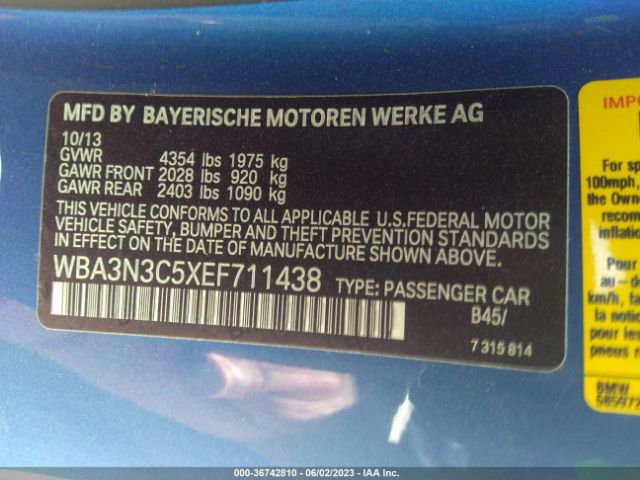 MFD BY BAYERISCHE MOTOREN WERKE AG
10/13
GVWR 4354 lbs 1975 kg
GAWR FRONT 2028 lbs 920 kg
GAWR REAR 2403 lbs 1090 kg
THIS VEHICLE CONFORMS TO ALL APPLICABLE U.S.FEDERAL MOTOR
VEHICLE SAFETY, BUMPER AND THEFT PREVENTION STANDARDS
IN EFFECT ON THE DATE OF MANUFACTURE SHOWN ABOVE.
WBA3N3C5XEF711438 TYPE: PASSENGER CAR
B45/
7 315 814
For sp
100mph,
the Own
recom
inflation
Pour
au-de
km/h, fa
la notic
pour les
pneus r
BMW
000-36742810 | 06/02/2023 | IAA Inc.